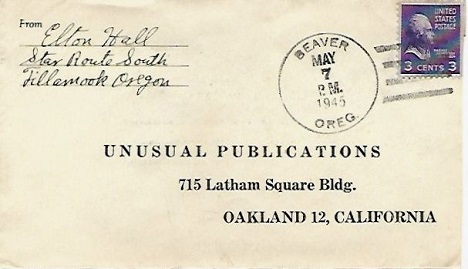 From
Elton Hall
Star Route South
Tillamook Oregon
BEAVER
MAY
7
P.M.
1945
OREG.
UNITED
STATES
POSTAGE
3 CENTS 3
UNUSUAL PUBLICATIONS
715 Latham Square Bldg.
OAKLAND 12, CALIFORNIA